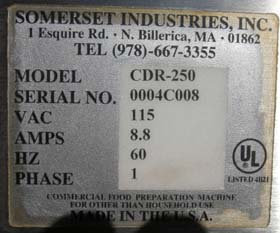 SOMERSET INDUSTRIES, INC.
1 Esquire Rd. · N. Billerica, MA · 01862
TEL (978)-667-3355
MODEL CDR-250
SERIAL NO. 0004C008
VAC 115
AMPS 8.8
HZ 60
PHASE 1
UL
LISTED 4821
COMMERCIAL FOOD PREPARATION MACHINE
FOR OTHER THAN HOUSEHOLD USE
MADE IN THE U.S.A.